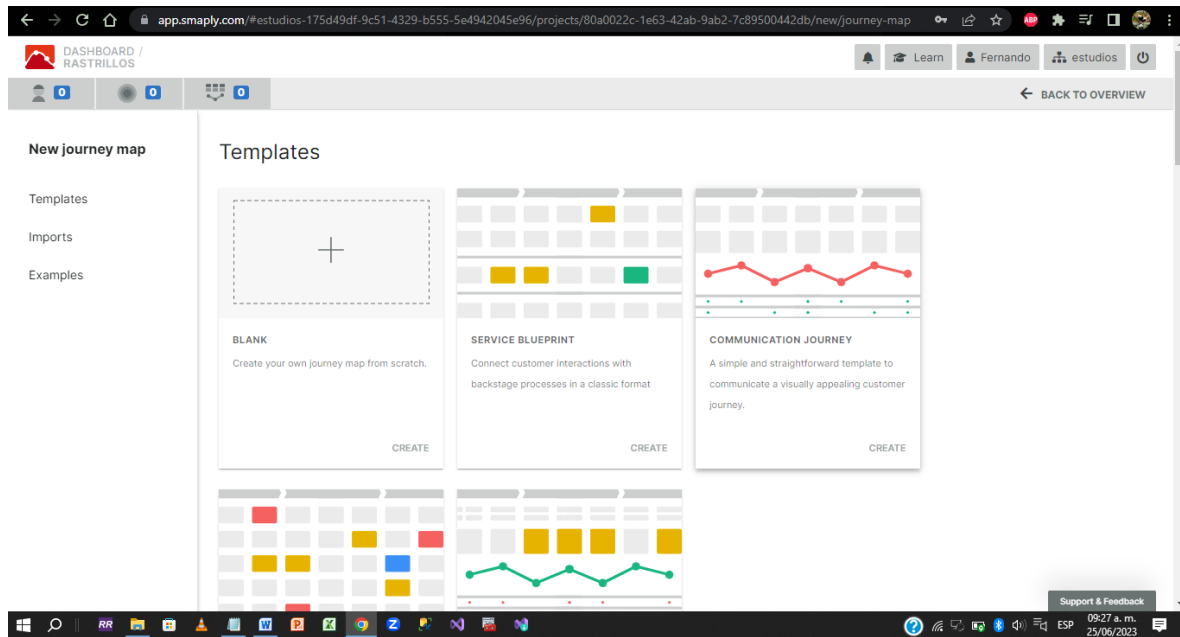 app.smaply.com/#estudios-175d49df-9c51-4329-b555-5e4942045e96/projects/80a0022c-1e63-42ab-9ab2-7c89500442db/new/journey-map
ABP
DASHBOARD /
RASTRILLOS
Learn
Fernando
estudios
0
0
0
BACK TO OVERVIEW
New journey map
Templates
Imports
Examples
Templates
BLANK
Create your own journey map from scratch.
CREATE
SERVICE BLUEPRINT
Connect customer interactions with
backstage processes in a classic format
CREATE
COMMUNICATION JOURNEY
A simple and straightforward template to
communicate a visually appealing customer
journey.
CREATE
Support & Feedback
RR
W
P
X
Z
?
ESP
09:27 a. m.
25/06/2023